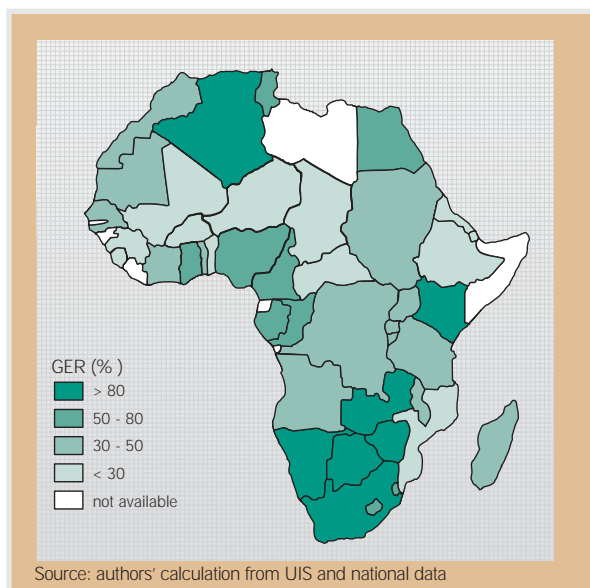 GER (% )
> 80
50 - 80
30 - 50
< 30
not available
Source: authors' calculation from UIS and national data